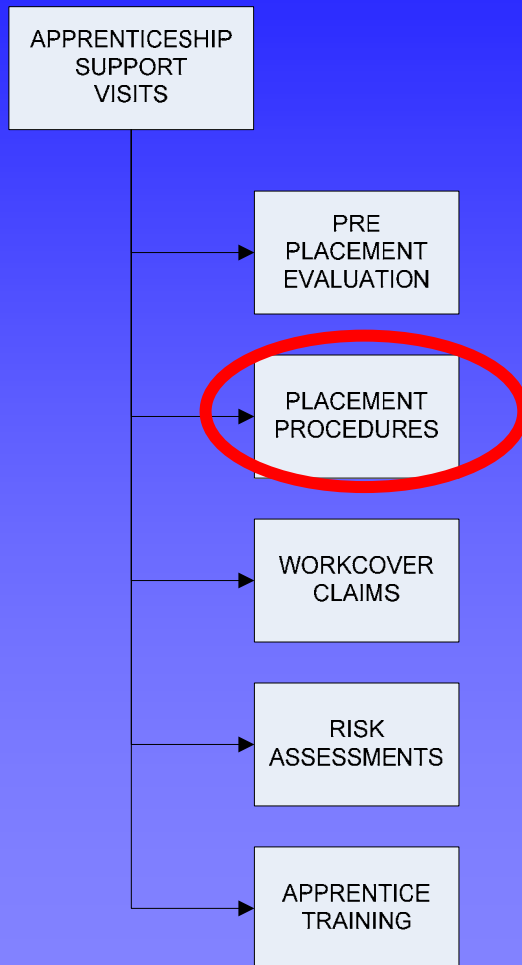 APPRENTICESHIP
SUPPORT
VISITS
PRE
PLACEMENT
EVALUATION
PLACEMENT
PROCEDURES
WORKCOVER
CLAIMS
RISK
ASSESSMENTS
APPRENTICE
TRAINING